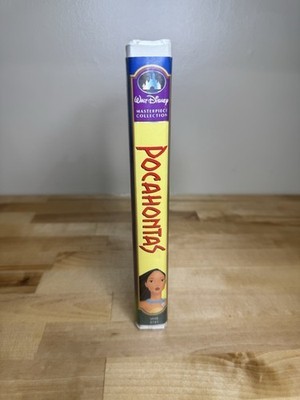 Walt Disney
MASTERPIECE
COLLECTION
POCAHONTAS